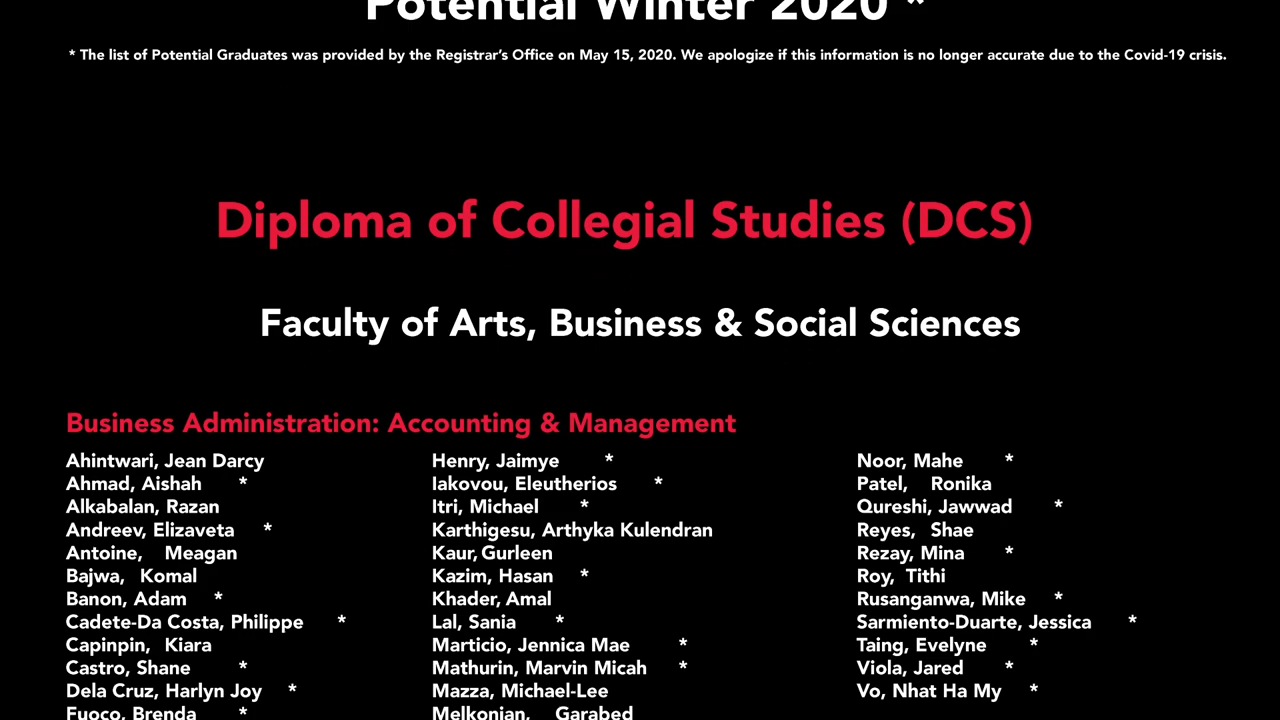 Potential Winter 2020 *
* The list of Potential Graduates was provided by the Registrar's Office on May 15, 2020. We apologize if this information is no longer accurate due to the Covid-19 crisis.
Diploma of Collegial Studies (DCS)
Faculty of Arts, Business & Social Sciences
Business Administration: Accounting & Management
Ahintwari, Jean Darcy
Ahmad, Aishah *
Alkabalan, Razan
Andreev, Elizaveta *
Antoine, Meagan
Bajwa, Komal
Banon, Adam *
Cadete-Da Costa, Philippe *
Capinpin, Kiara
Castro, Shane *
Dela Cruz, Harlyn Joy *
Fuoco, Brenda *
Henry, Jaimye *
Iakovou, Eleutherios *
Itri, Michael *
Karthigesu, Arthyka Kulendran
Kaur, Gurleen
Kazim, Hasan *
Khader, Amal
Lal, Sania *
Marticio, Jennica Mae *
Mathurin, Marvin Micah *
Mazza, Michael-Lee
Melkonian, Garabed
Noor, Mahe *
Patel, Ronika
Qureshi, Jawwad *
Reyes, Shae
Rezay, Mina *
Roy, Tithi
Rusanganwa, Mike *
Sarmiento-Duarte, Jessica *
Taing, Evelyne *
Viola, Jared *
Vo, Nhat Ha My *